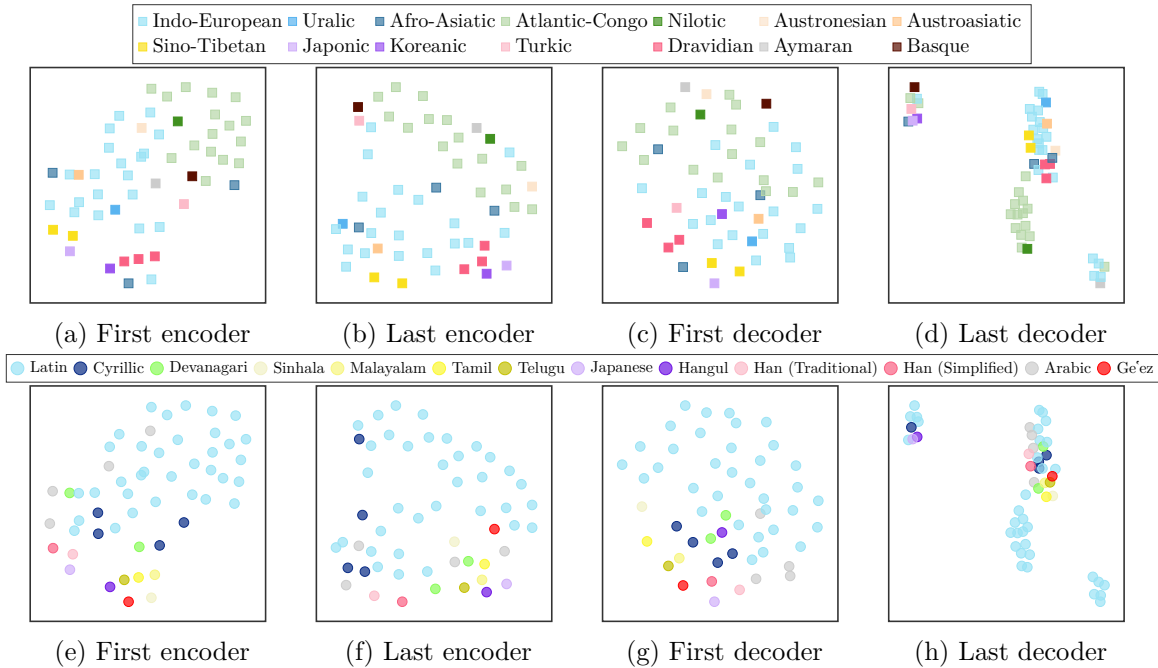 Indo-European Uralic Afro-Asiatic Atlantic-Congo Nilotic Austronesian Austroasiatic
Sino-Tibetan Japonic Koreanic Turkic Dravidian Aymaran Basque
(a) First encoder (b) Last encoder (c) First decoder (d) Last decoder
Latin Cyrillic Devanagari Sinhala Malayalam Tamil Telugu Japanese Hangul Han (Traditional) Han (Simplified) Arabic Geʽez
(e) First encoder (f) Last encoder (g) First decoder (h) Last decoder